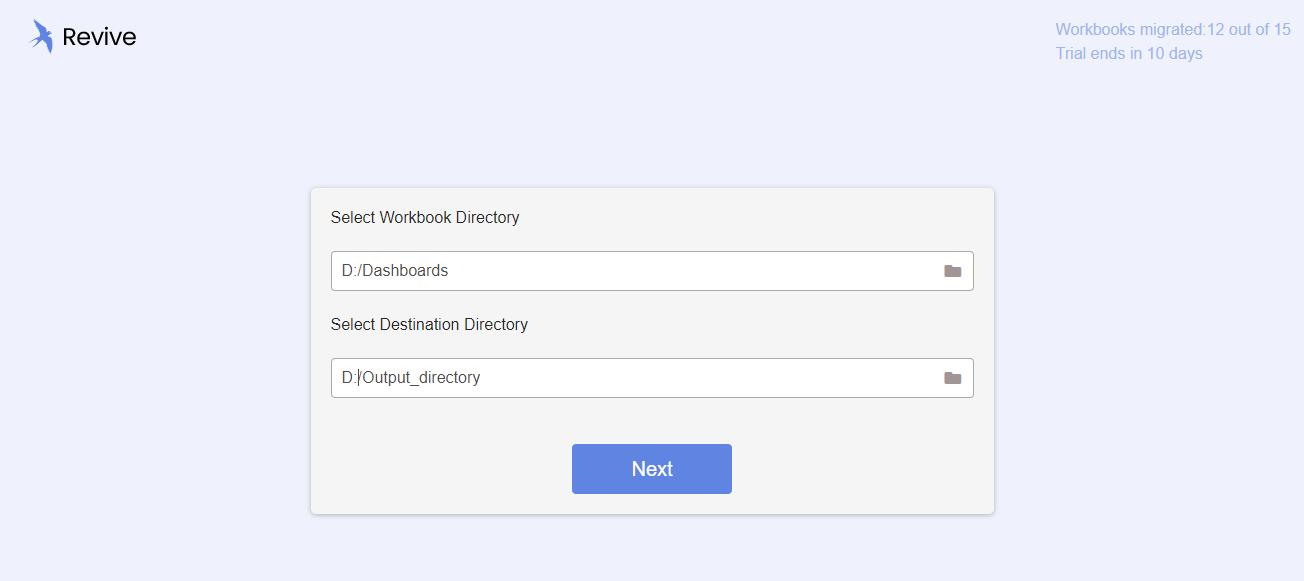 Revive
Workbooks migrated:12 out of 15
Trial ends in 10 days
Select Workbook Directory
D:/Dashboards
Select Destination Directory
D:/Output_directory
Next